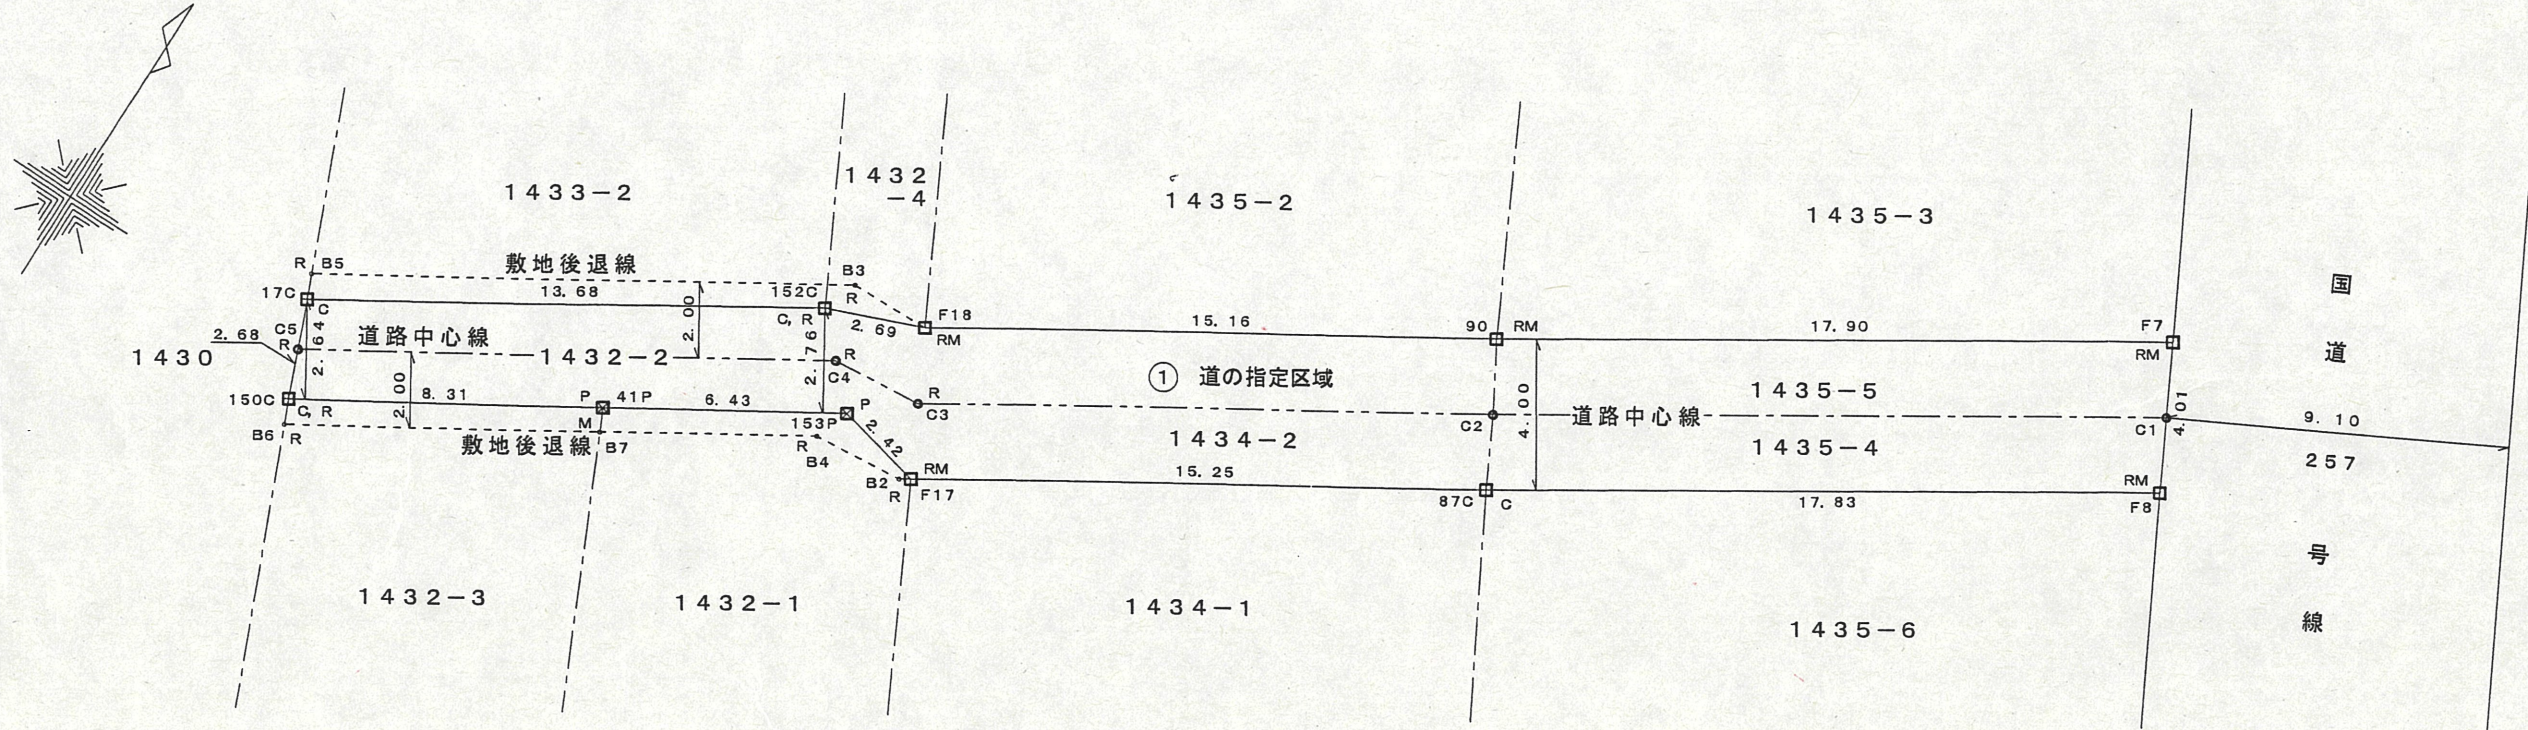 1433-2
1432
-4
1435-2
1435-3
R B5
敷地後退線
B3
R
国
道
号
線
17C
C
13.68
152C
C, R
2.00
2.69
F18
RM
15.16
90 RM
17.90
F7
RM
C5
R
2.68
2.64
道路中心線
1430
1432-2
2.76
R
C4
① 道の指定区域
R
C3
4.00
1435-5
4.01
9.10
257
150C
C, R
8.31
2.00
P 41P
M
6.43
P
153P
2.42
1434-2
C2
道路中心線
C1
1435-4
B6 R
敷地後退線
B7
R
B4
B2
R
RM
F17
15.25
87C C
17.83
RM
F8
1432-3
1432-1
1434-1
1435-6